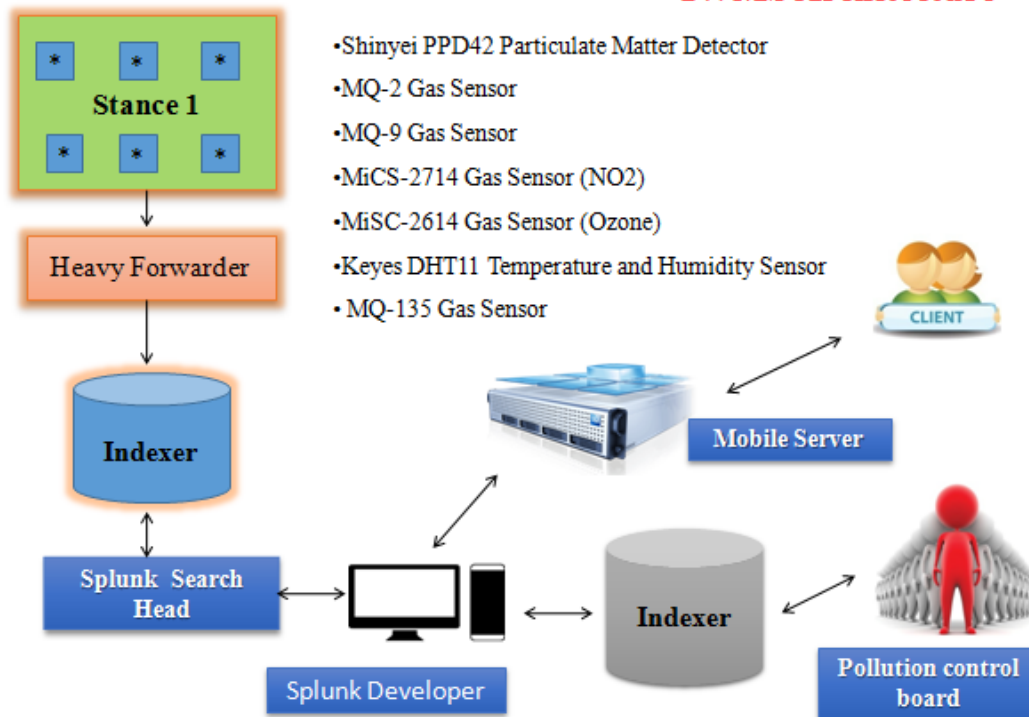 *
*
*
Stance 1
*
*
*
•Shinyei PPD42 Particulate Matter Detector
•MQ-2 Gas Sensor
•MQ-9 Gas Sensor
•MiCS-2714 Gas Sensor (NO2)
•MiSC-2614 Gas Sensor (Ozone)
•Keyes DHT11 Temperature and Humidity Sensor
• MQ-135 Gas Sensor
Heavy Forwarder
CLIENT
Indexer
Mobile Server
Splunk Search
Head
Indexer
Splunk Developer
Pollution control
board